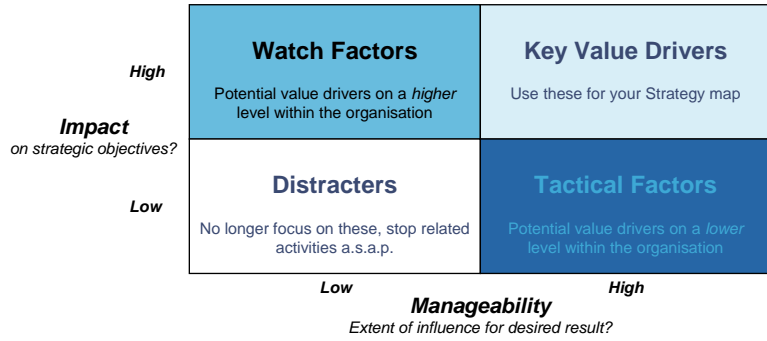 Watch Factors
Potential value drivers on a higher
level within the organisation
Key Value Drivers
Use these for your Strategy map
High
Impact
on strategic objectives?
Low
Distracters
No longer focus on these, stop related
activities a.s.a.p.
Tactical Factors
Potential value drivers on a lower
level within the organisation
Low
High
Manageability
Extent of influence for desired result?